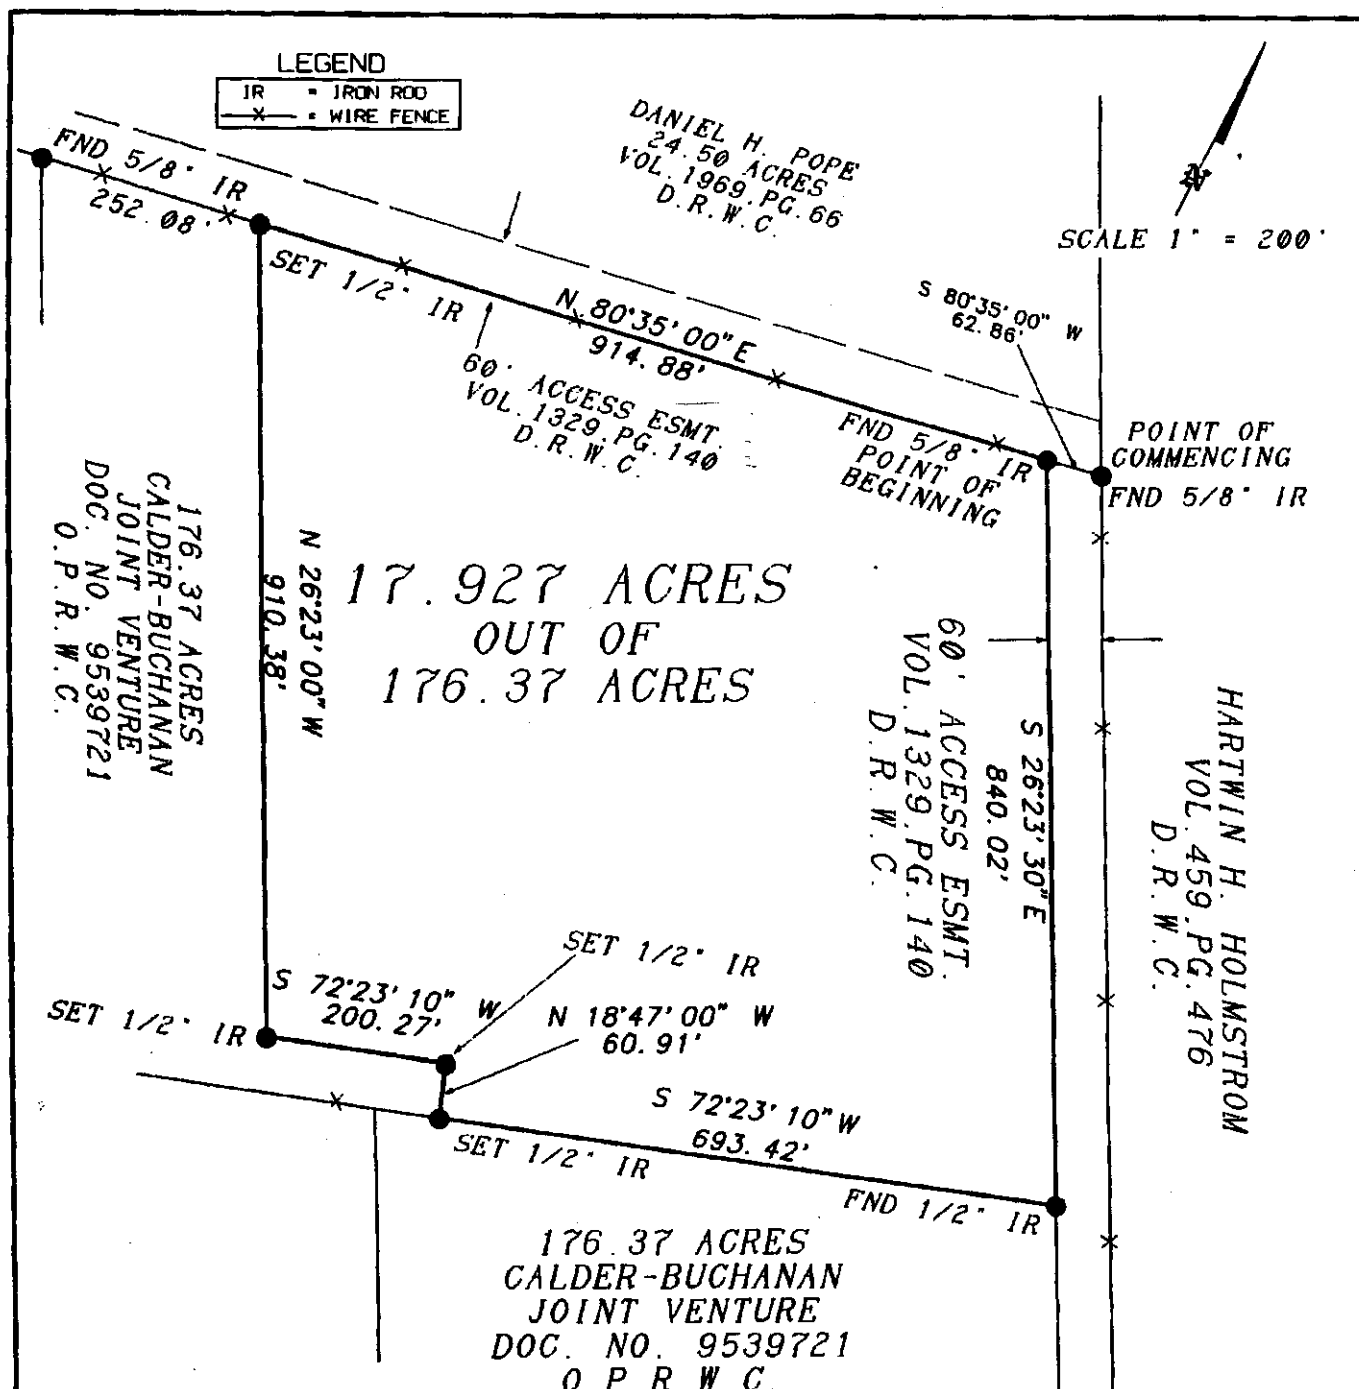 LEGEND
IR = IRON ROD
—X— = WIRE FENCE
DANIEL H. POPE
24.50 ACRES
VOL. 1969, PG. 66
D.R.W.C.
N
SCALE 1" = 200'
FND 5/8" IR
252.08'
SET 1/2" IR
N 80°35'00" E
914.88'
S 80°35'00" W
62.86'
60' ACCESS ESMT.
VOL. 1329, PG. 140
D.R.W.C.
FND 5/8" IR
POINT OF
BEGINNING
POINT OF
COMMENCING
FND 5/8" IR
176.37 ACRES
CALDER-BUCHANAN
JOINT VENTURE
DOC. NO. 9539721
O.P.R.W.C.
N 26°23'00" W
910.38'
17.927 ACRES
OUT OF
176.37 ACRES
60' ACCESS ESMT.
VOL. 1329, PG. 140
D.R.W.C.
S 26°23'30" E
840.02'
HARTWIN H. HOLMSTROM
VOL. 459, PG. 476
D.R.W.C.
SET 1/2" IR
S 72°23'10" W
200.27'
SET 1/2" IR
N 18°47'00" W
60.91'
S 72°23'10" W
693.42'
SET 1/2" IR
FND 1/2" IR
176.37 ACRES
CALDER-BUCHANAN
JOINT VENTURE
DOC. NO. 9539721
O.P.R.W.C.